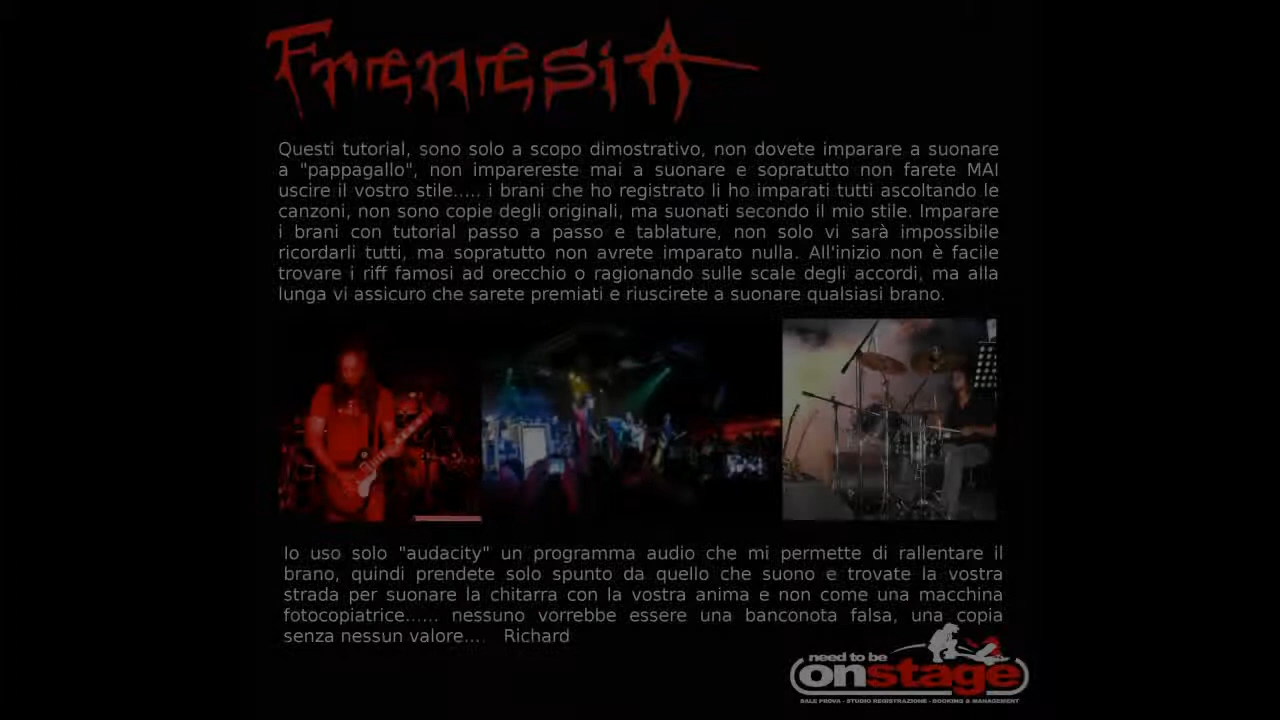 FrenesiA
Questi tutorial, sono solo a scopo dimostrativo, non dovete imparare a suonare
a "pappagallo", non imparereste mai a suonare e sopratutto non farete MAI
uscire il vostro stile..... i brani che ho registrato li ho imparati tutti ascoltando le
canzoni, non sono copie degli originali, ma suonati secondo il mio stile. Imparare
i brani con tutorial passo a passo e tablature, non solo vi sarà impossibile
ricordarli tutti, ma sopratutto non avrete imparato nulla. All'inizio non è facile
trovare i riff famosi ad orecchio o ragionando sulle scale degli accordi, ma alla
lunga vi assicuro che sarete premiati e riuscirete a suonare qualsiasi brano.
Io uso solo "audacity" un programma audio che mi permette di rallentare il
brano, quindi prendete solo spunto da quello che suono e trovate la vostra
strada per suonare la chitarra con la vostra anima e non come una macchina
fotocopiatrice...... nessuno vorrebbe essere una banconota falsa, una copia
senza nessun valore.... Richard
need to be
onstage
SALE PROVA - STUDIO REGISTRAZIONE - BOOKING & MANAGEMENT